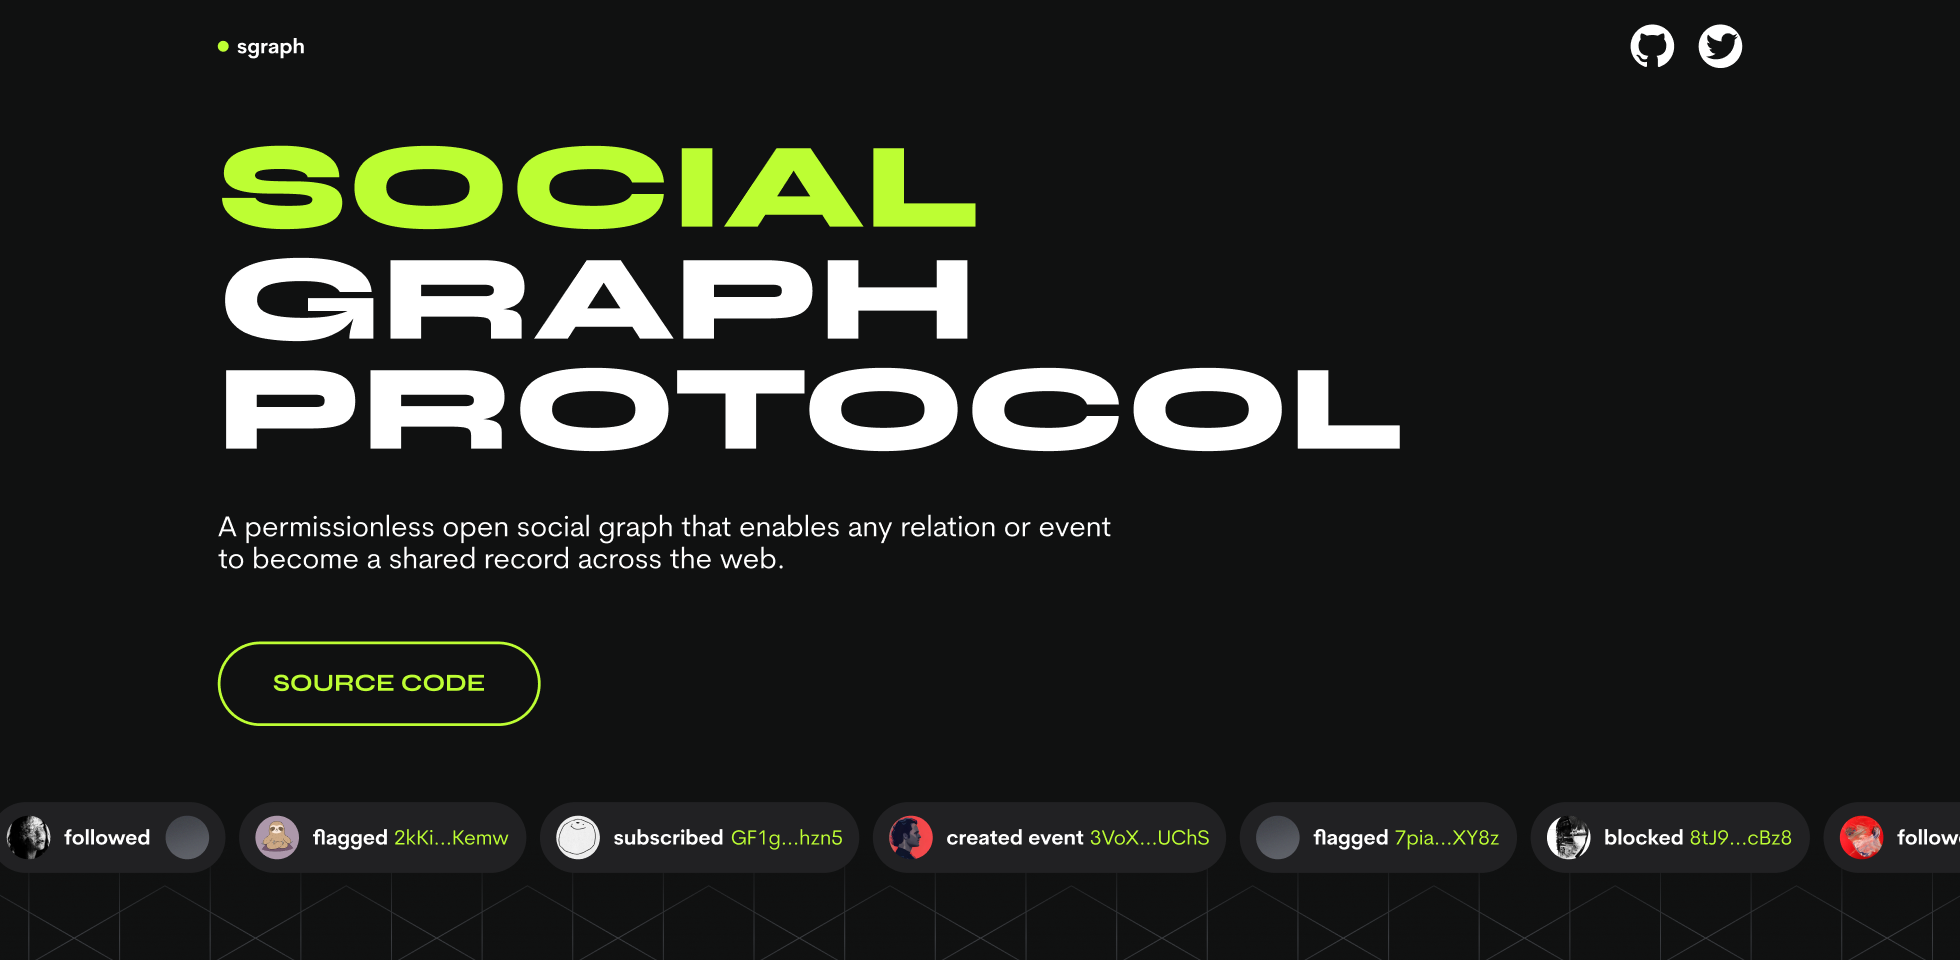 sgraph
SOCIAL
GRAPH
PROTOCOL
A permissionless open social graph that enables any relation or event
to become a shared record across the web.
SOURCE CODE
followed
flagged 2kKi...Kemw
subscribed GF1g...hzn5
created event 3VoX...UChS
flagged 7pia...XY8z
blocked 8tJ9...cBz8
follow